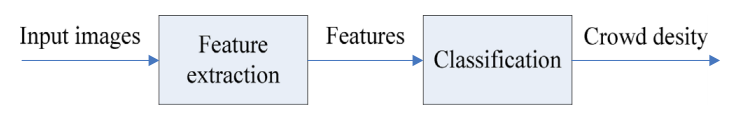 Input images
Feature
extraction
Features
Classification
Crowd desity